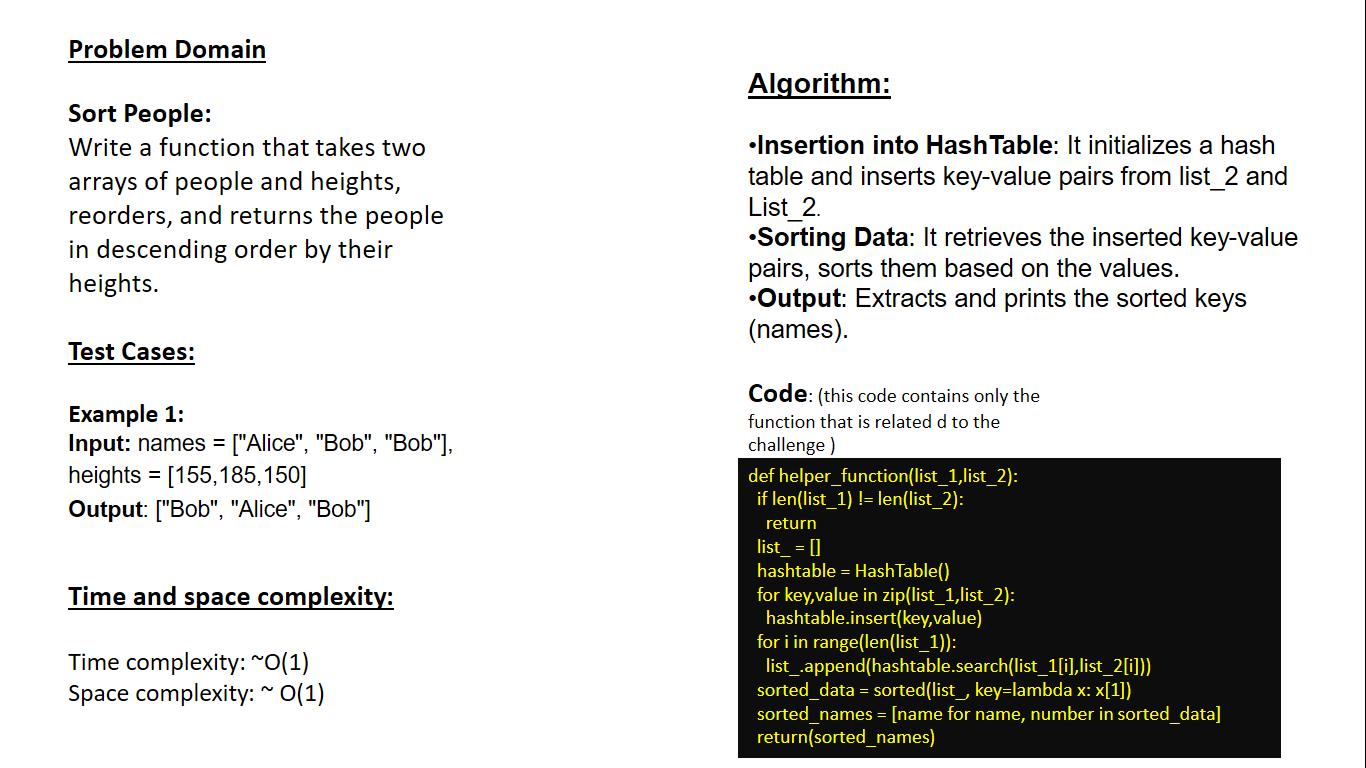 Problem Domain
Sort People:
Write a function that takes two
arrays of people and heights,
reorders, and returns the people
in descending order by their
heights.
Test Cases:
Example 1:
Input: names = ["Alice", "Bob", "Bob"],
heights = [155,185,150]
Output: ["Bob", "Alice", "Bob"]
Time and space complexity:
Time complexity: ~O(1)
Space complexity: ~ O(1)
Algorithm:
•Insertion into HashTable: It initializes a hash
table and inserts key-value pairs from list_2 and
List_2.
•Sorting Data: It retrieves the inserted key-value
pairs, sorts them based on the values.
•Output: Extracts and prints the sorted keys
(names).
Code: (this code contains only the
function that is related d to the
challenge )
def helper_function(list_1,list_2):
if len(list_1) != len(list_2):
return
list_ = []
hashtable = HashTable()
for key,value in zip(list_1,list_2):
hashtable.insert(key,value)
for i in range(len(list_1)):
list_.append(hashtable.search(list_1[i],list_2[i]))
sorted_data = sorted(list_, key=lambda x: x[1])
sorted_names = [name for name, number in sorted_data]
return(sorted_names)